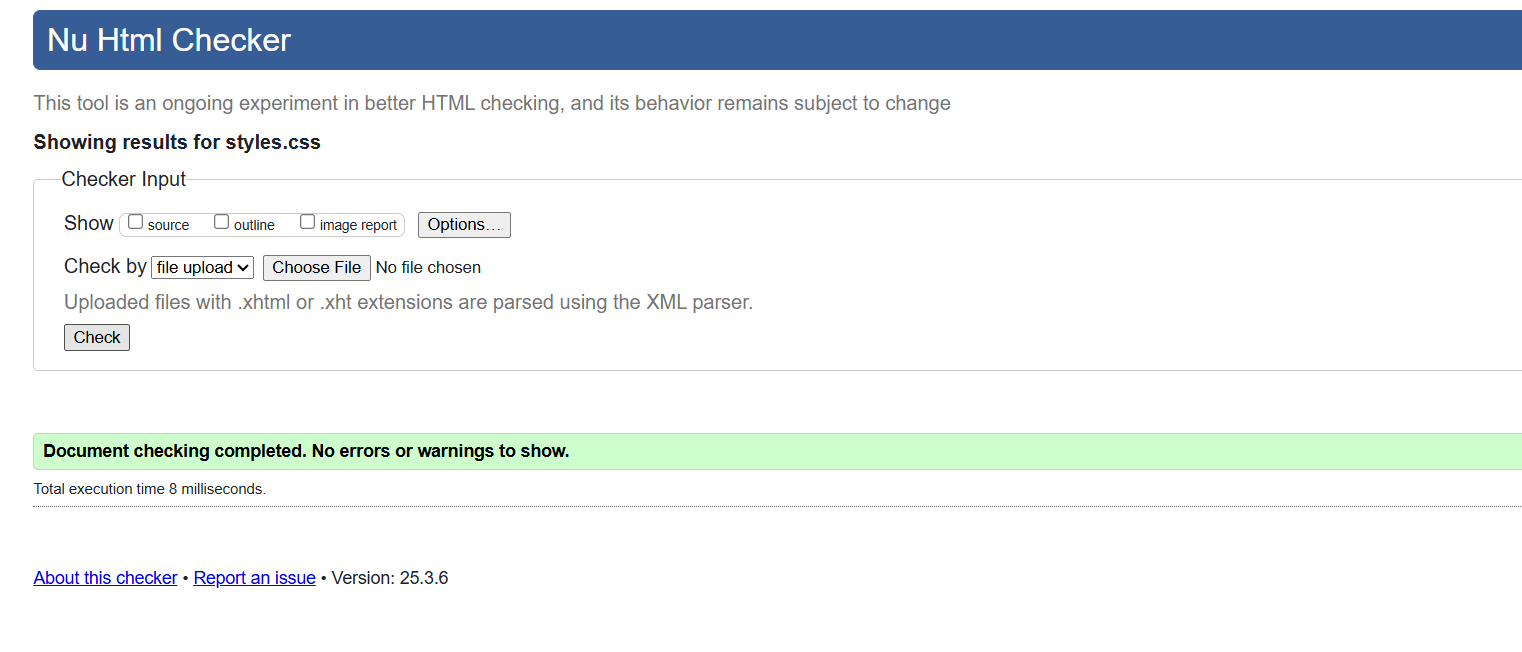 Nu Html Checker
This tool is an ongoing experiment in better HTML checking, and its behavior remains subject to change
Showing results for styles.css
Checker Input
Show source outline image report Options…
Check by file upload Choose File No file chosen
Uploaded files with .xhtml or .xht extensions are parsed using the XML parser.
Check
Document checking completed. No errors or warnings to show.
Total execution time 8 milliseconds.
About this checker • Report an issue • Version: 25.3.6